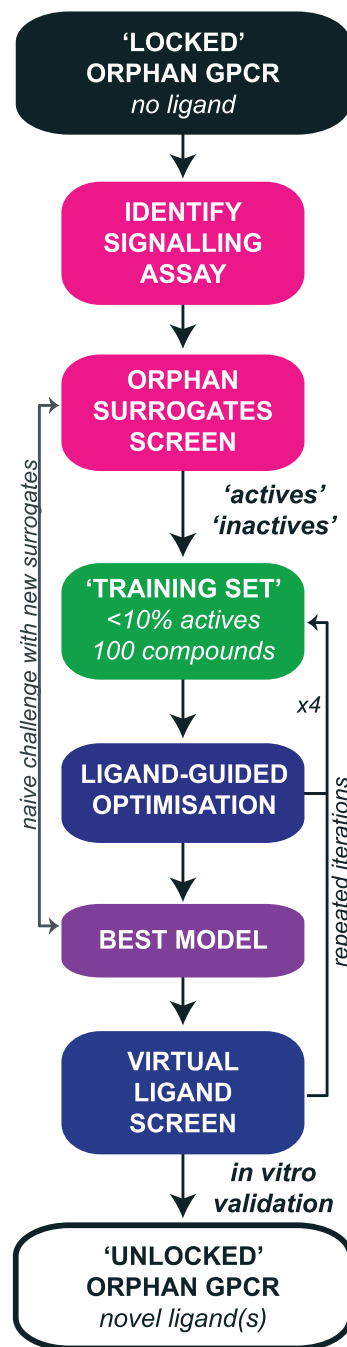 ‘LOCKED’
ORPHAN GPCR
no ligand
IDENTIFY
SIGNALLING
ASSAY
ORPHAN
SURROGATES
SCREEN
naive challenge with new surrogates
‘actives’
‘inactives’
‘TRAINING SET’
<10% actives
100 compounds
x4
repeated iterations
LIGAND-GUIDED
OPTIMISATION
BEST MODEL
VIRTUAL
LIGAND
SCREEN
in vitro
validation
‘UNLOCKED’
ORPHAN GPCR
novel ligand(s)